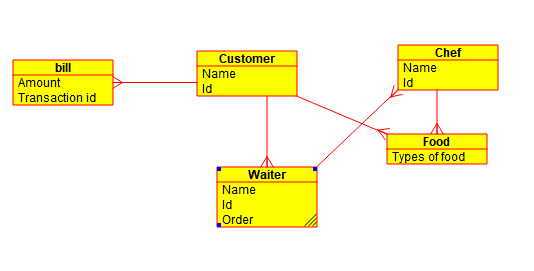 bill
Amount
Transaction id
Customer
Name
Id
Chef
Name
Id
Food
Types of food
Waiter
Name
Id
Order